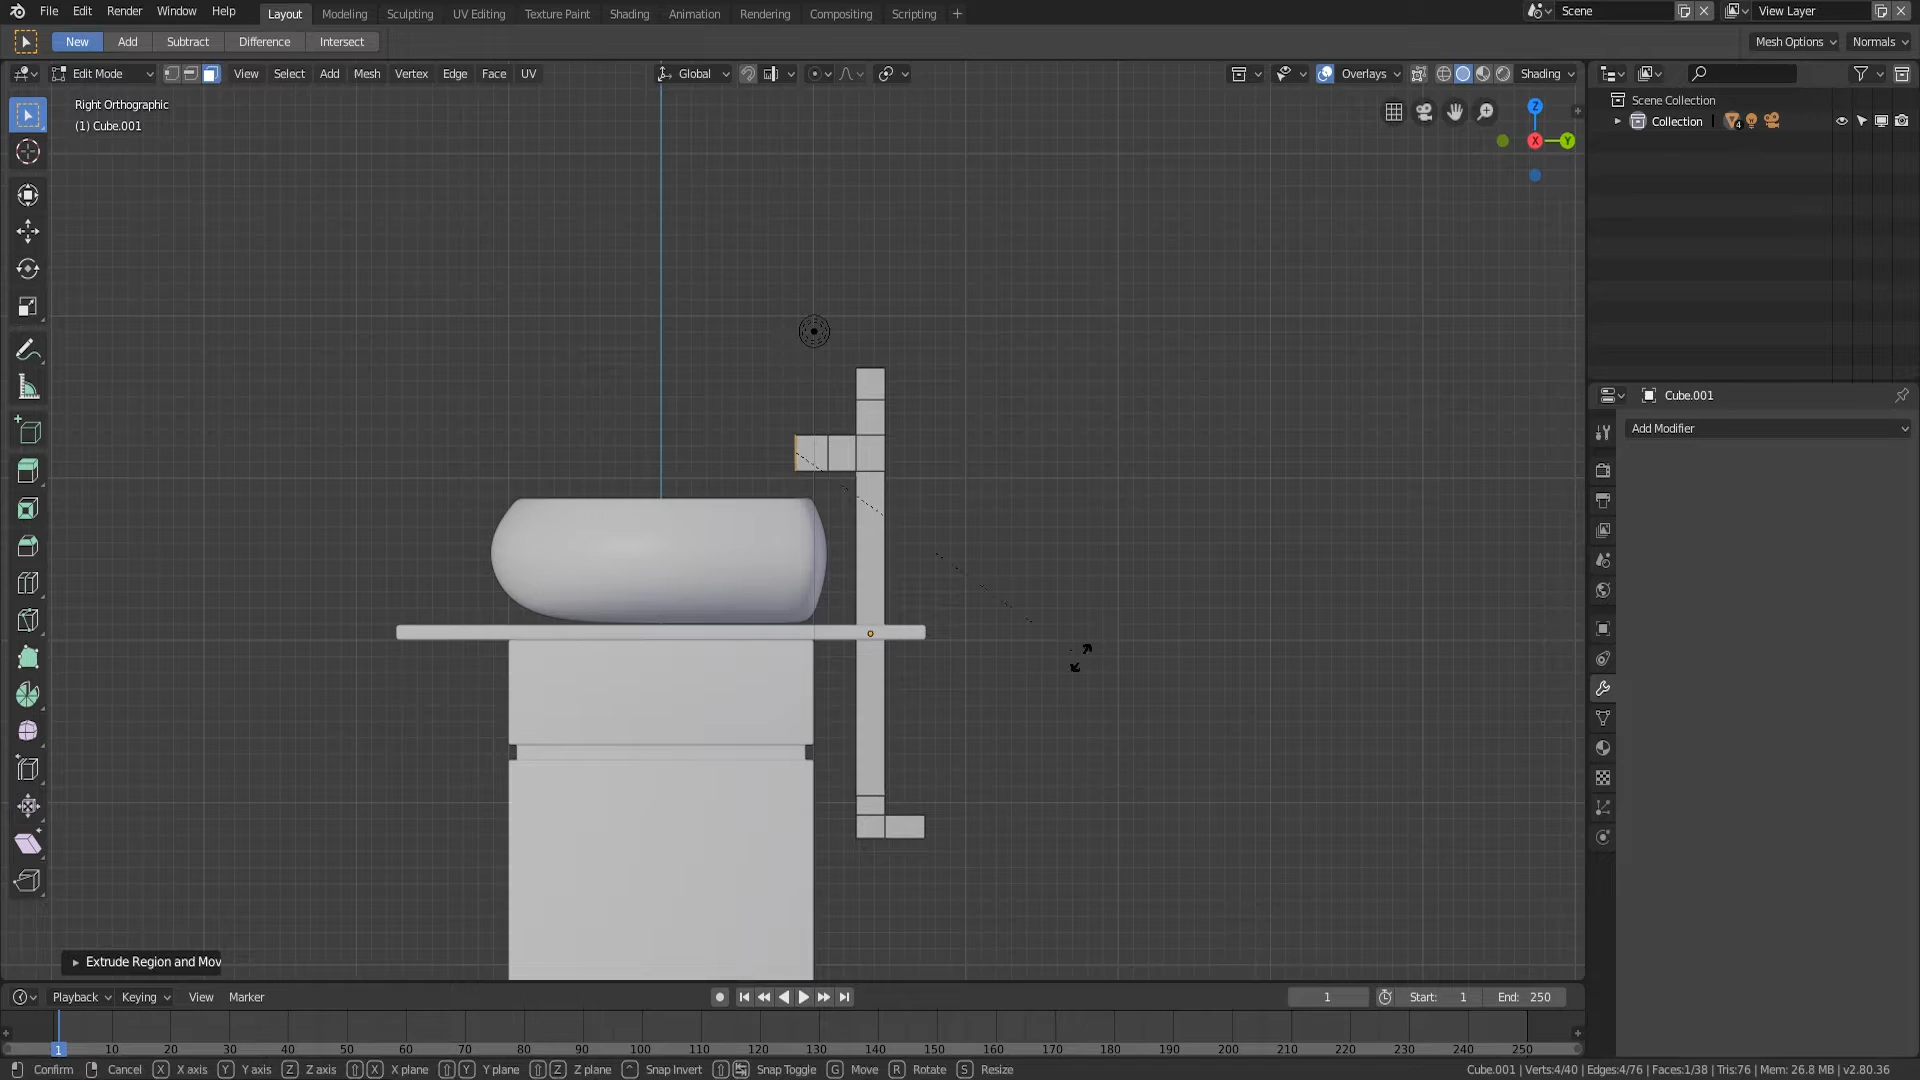 File Edit Render Window Help Layout Modeling Sculpting UV Editing Texture Paint Shading Animation Rendering Compositing Scripting + Scene View Layer
New Add Subtract Difference Intersect Mesh Options Normals
Edit Mode View Select Add Mesh Vertex Edge Face UV Global Overlays Shading
Right Orthographic
(1) Cube.001
Z
X
Y
Scene Collection
Collection 4
Cube.001
Add Modifier
Extrude Region and Mov
Playback Keying View Marker 1 Start: 1 End: 250
1 10 20 30 40 50 60 70 80 90 100 110 120 130 140 150 160 170 180 190 200 210 220 230 240 250
Confirm Cancel X X axis Y Y axis Z Z axis X X plane Y Y plane Z Z plane Snap Invert Snap Toggle G Move R Rotate S Resize Cube.001 | Verts:4/40 | Edges:4/76 | Faces:1/38 | Tris:76 | Mem: 26.8 MB | v2.80.36